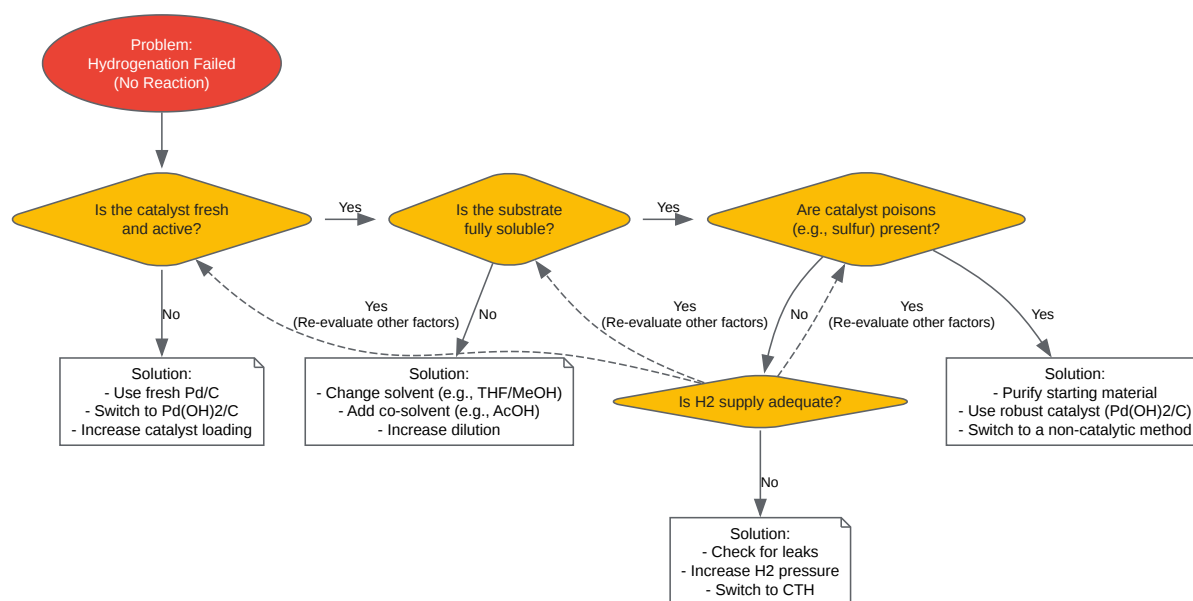 Problem:
Hydrogenation Failed
(No Reaction)
Is the catalyst fresh
and active?
Yes
Is the substrate
fully soluble?
Yes
Are catalyst poisons
(e.g., sulfur) present?
No
Yes
(Re-evaluate other factors)
No
Yes
(Re-evaluate other factors)
No
Yes
(Re-evaluate other factors)
Yes
Solution:
- Use fresh Pd/C
- Switch to Pd(OH)2/C
- Increase catalyst loading
Solution:
- Change solvent (e.g., THF/MeOH)
- Add co-solvent (e.g., AcOH)
- Increase dilution
Is H2 supply adequate?
Solution:
- Purify starting material
- Use robust catalyst (Pd(OH)2/C)
- Switch to a non-catalytic method
No
Solution:
- Check for leaks
- Increase H2 pressure
- Switch to CTH